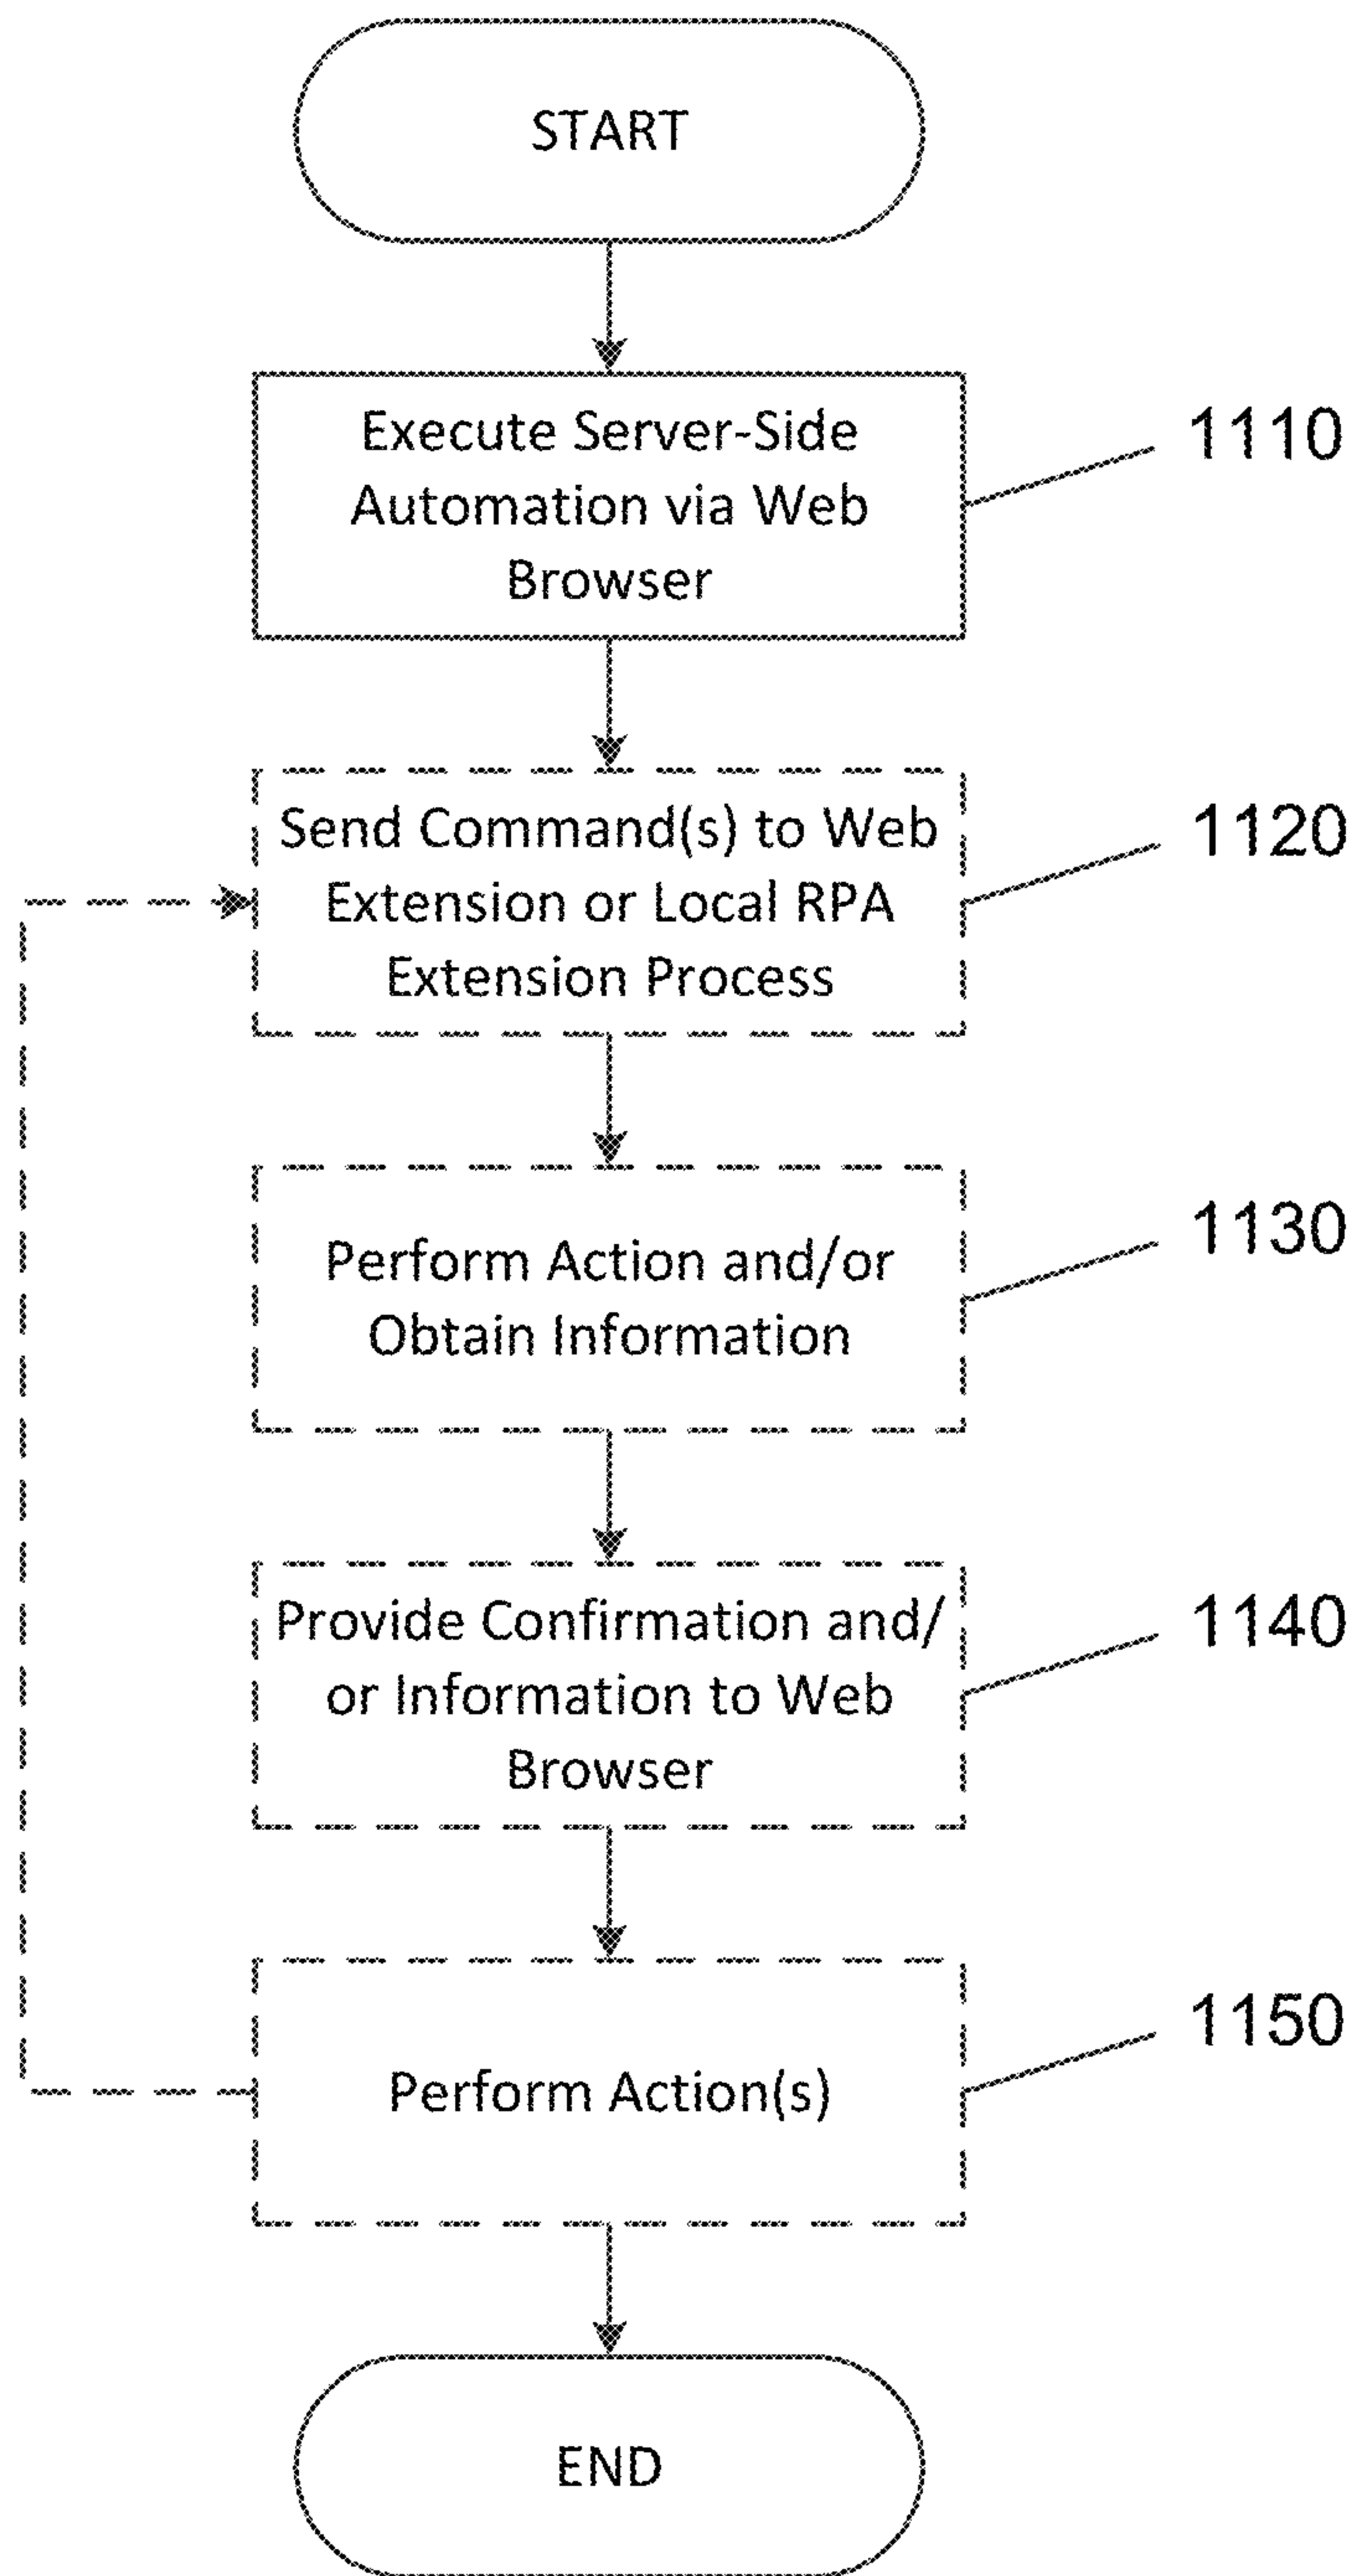 START
Execute Server-Side
Automation via Web
Browser
1110
Send Command(s) to Web
Extension or Local RPA
Extension Process
1120
Perform Action and/or
Obtain Information
1130
Provide Confirmation and/
or Information to Web
Browser
1140
Perform Action(s)
1150
END